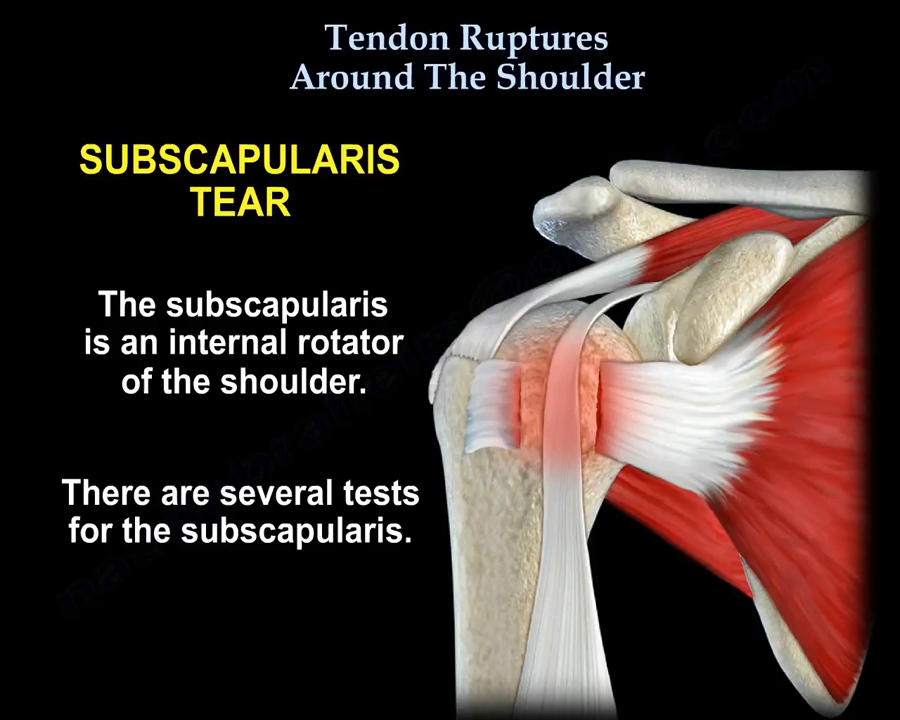 Tendon Ruptures
Around The Shoulder
SUBSCAPULARIS
TEAR
The subscapularis
is an internal rotator
of the shoulder.
There are several tests
for the subscapularis.